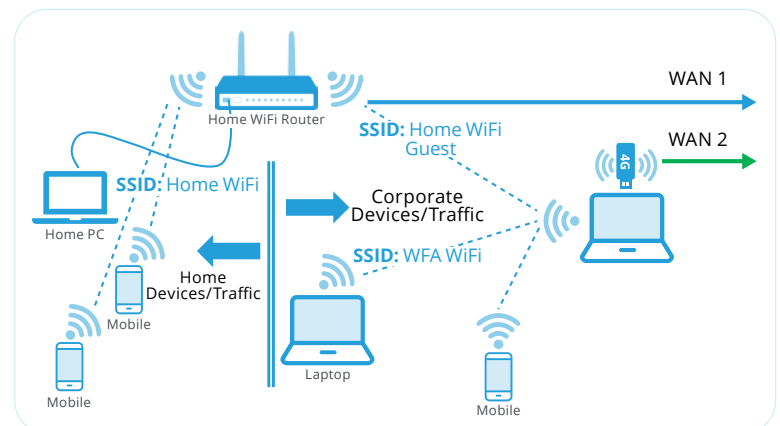 WAN 1
Home WiFi Router
SSID: Home WiFi
Guest
WAN 2
4G
SSID: Home WiFi
Corporate
Devices/Traffic
Home PC
SSID: WFA WiFi
Home
Devices/Traffic
Mobile
Laptop
Mobile
Mobile